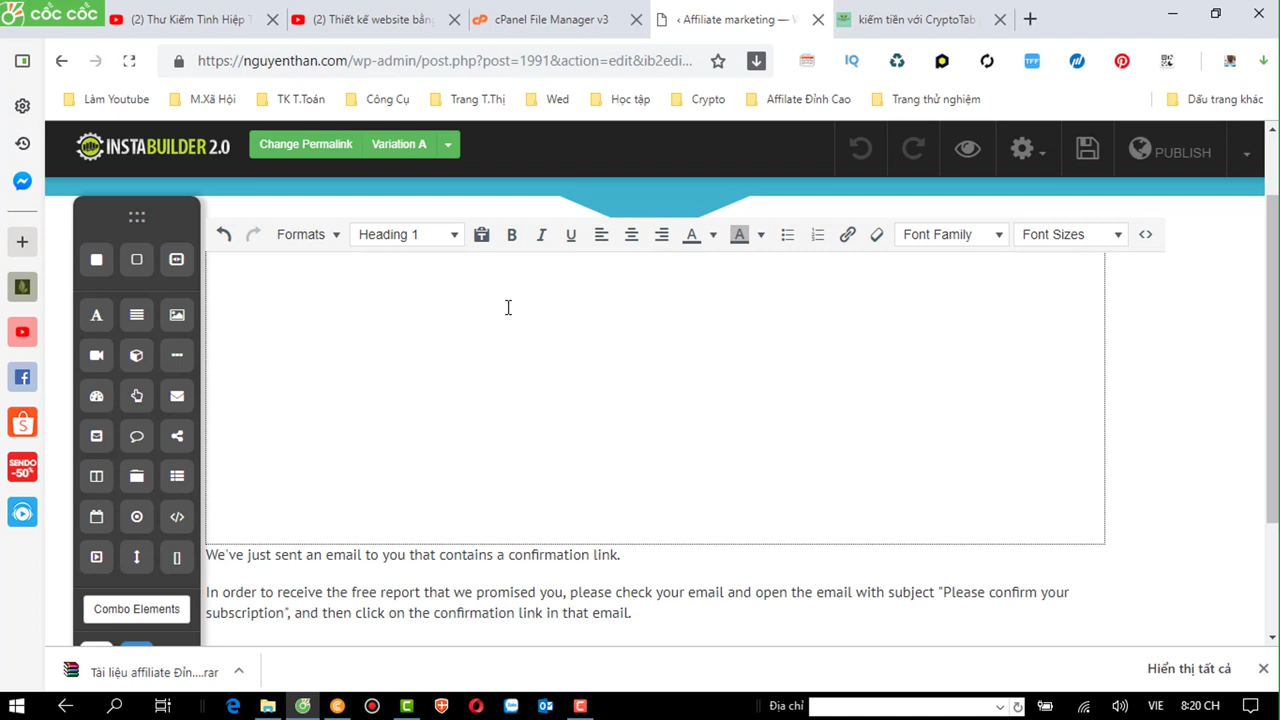 cốc cốc
(2) Thư Kiếm Tình Hiệp T
(2) Thiết kế website bằng
cPanel File Manager v3
‹ Affiliate marketing —
kiếm tiền với CryptoTab
https://nguyenthan.com/wp-admin/post.php?post=1991&action=edit&ib2edi...
IQ
TFF
Làm Youtube
M.Xã Hội
TK T.Toán
Công Cụ
Trang T.Thị
Wed
Học tập
Crypto
Affilate Đỉnh Cao
Trang thử nghiệm
Dấu trang khác
INSTABUILDER 2.0
Change Permalink
Variation A
PUBLISH
Formats
Heading 1
B
I
U
A
A
Font Family
Font Sizes
A
We've just sent an email to you that contains a confirmation link.
In order to receive the free report that we promised you, please check your email and open the email with subject "Please confirm your
subscription", and then click on the confirmation link in that email.
Combo Elements
SENDO
-50%
Tài liệu affiliate Đỉn....rar
Hiển thị tất cả
Địa chỉ
VIE
8:20 CH